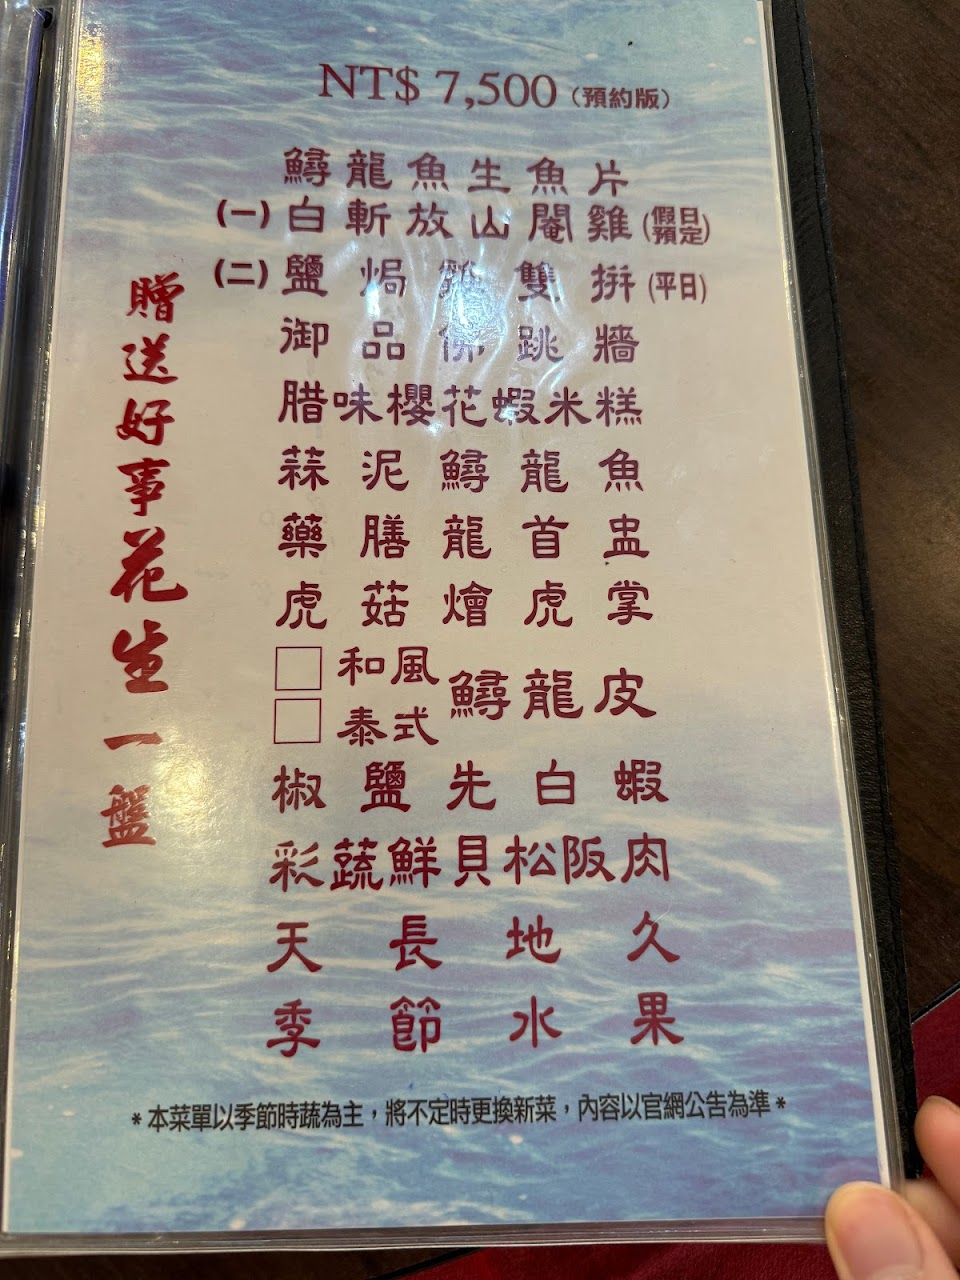 NT$ 7,500 (預約版)
鱘龍魚生魚片
(一)白斬放山閹雞(假日預定)
(二)鹽焗雞雙拼(平日)
御品佛跳牆
腊味櫻花蝦米糕
蒜泥鱘龍魚
藥膳龍首盅
虎菇燴虎掌
□和風
□泰式
鱘龍皮
椒鹽先白蝦
彩蔬鮮貝松阪肉
天長地久
季節水果
贈送好事花生一盤
*本菜單以季節時蔬為主，將不定時更換新菜，內容以官網公告為準*